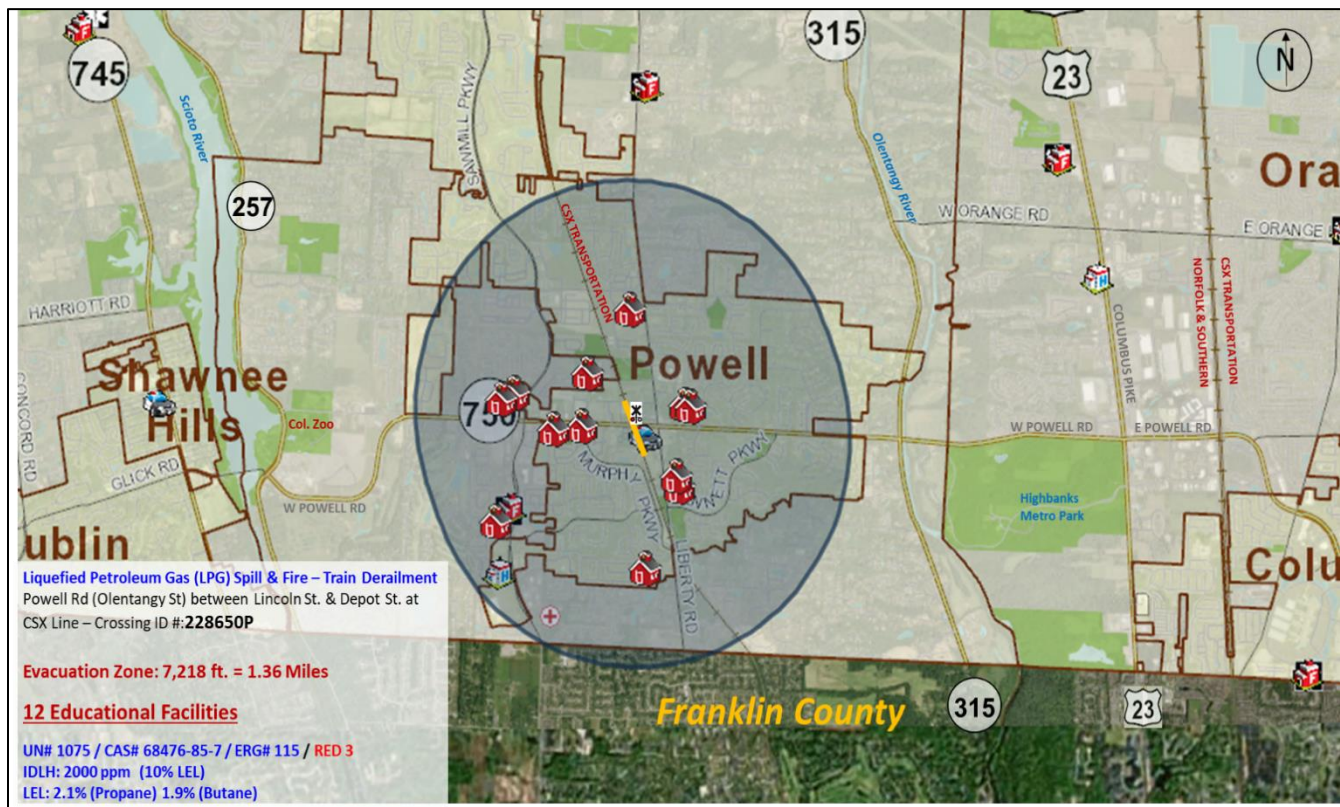 745
315
23
N
Scioto River
SAWMILL PKWY
Olentangy River
Ora
257
W ORANGE RD
E ORANGE
CSX TRANSPORTATION
HARRIOTT RD
COLUMBUS PIKE
NORFOLK & SOUTHERN
CSX TRANSPORTATION
Powell
Shawnee
Hills
CONCORD RD
750
Col. Zoo
W POWELL RD
E POWELL RD
GLICK RD
MURPHY PKWY
NNETT PKWY
W POWELL RD
Highbanks
Metro Park
LIBERTY RD
ublin
Colu
Liquefied Petroleum Gas (LPG) Spill & Fire – Train Derailment
Powell Rd (Olentangy St) between Lincoln St. & Depot St. at
CSX Line – Crossing ID #:228650P
Evacuation Zone: 7,218 ft. = 1.36 Miles
12 Educational Facilities
UN# 1075 / CAS# 68476-85-7 / ERG# 115 / RED 3
IDLH: 2000 ppm (10% LEL)
LEL: 2.1% (Propane) 1.9% (Butane)
Franklin County
315
23